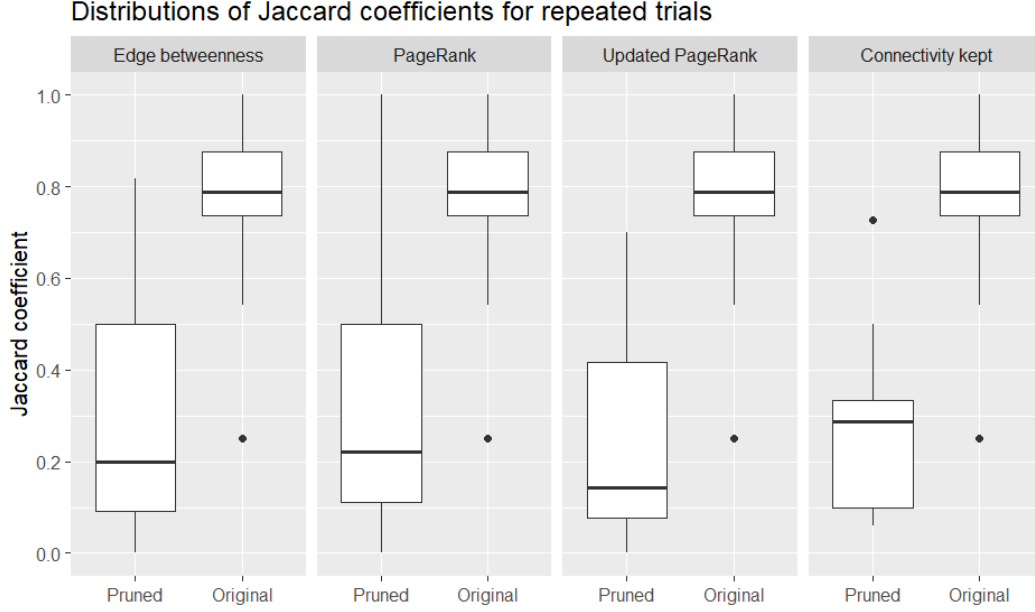 Distributions of Jaccard coefficients for repeated trials
Edge betweenness PageRank Updated PageRank Connectivity kept
Jaccard coefficient
1.0
0.8
0.6
0.4
0.2
0.0
Pruned Original Pruned Original Pruned Original Pruned Original